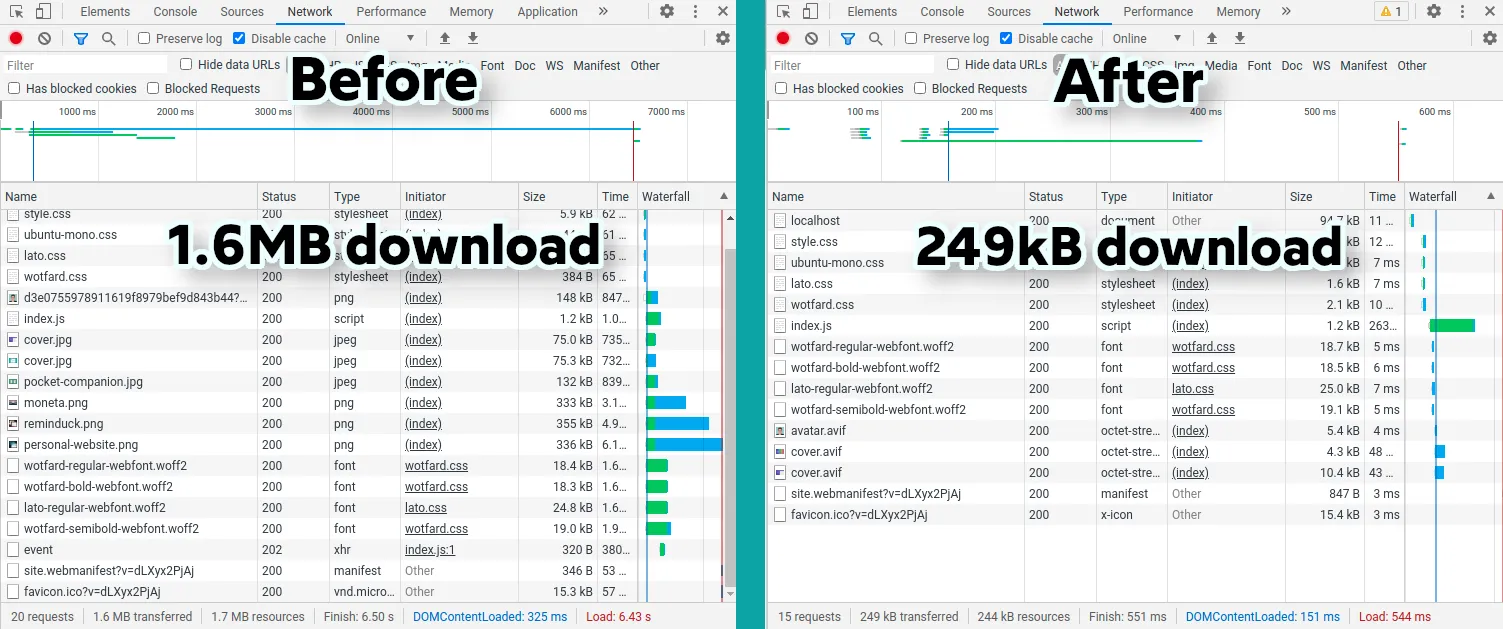 Elements Console Sources Network Performance Memory Application
Preserve log Disable cache Online
Filter Hide data URLs Font Doc WS Manifest Other
Has blocked cookies Blocked Requests
Before
1000 ms 2000 ms 3000 ms 4000 ms 5000 ms 6000 ms 7000 ms
Name Status Type Initiator Size Time Waterfall
style.css 200 stylesheet (index) 5.9 kB 62 ...
ubuntu-mono.css 61 ...
lato.css 65 ...
1.6MB download
wotfard.css 200 stylesheet (index) 384 B 65 ...
d3e0755978911619f8979bef9d843b44?... 200 png (index) 148 kB 847...
index.js 200 script (index) 1.2 kB 1.0...
cover.jpg 200 jpeg (index) 75.0 kB 735...
cover.jpg 200 jpeg (index) 75.3 kB 732...
pocket-companion.jpg 200 jpeg (index) 132 kB 839...
moneta.png 200 png (index) 333 kB 3.1...
reminduck.png 200 png (index) 355 kB 4.9...
personal-website.png 200 png (index) 336 kB 6.1...
wotfard-regular-webfont.woff2 200 font wotfard.css 18.4 kB 1.6...
wotfard-bold-webfont.woff2 200 font wotfard.css 18.3 kB 1.6...
lato-regular-webfont.woff2 200 font lato.css 24.8 kB 1.6...
wotfard-semibold-webfont.woff2 200 font wotfard.css 19.0 kB 1.9...
event 202 xhr index.js:1 320 B 380...
site.webmanifest?v=dLXyx2PjAj 200 manifest Other 346 B 53 ...
favicon.ico?v=dLXyx2PjAj 200 vnd.micro... Other 15.3 kB 57 ...
20 requests 1.6 MB transferred 1.7 MB resources Finish: 6.50 s DOMContentLoaded: 325 ms Load: 6.43 s
Elements Console Sources Network Performance Memory 1
Preserve log Disable cache Online
Filter Hide data URLs Img Media Font Doc WS Manifest Other
Has blocked cookies Blocked Requests
After
100 ms 200 ms 300 ms 400 ms 500 ms 600 ms
Name Status Type Initiator Size Time Waterfall
localhost 200 document Other 94.7 kB 11 ...
style.css kB 12 ...
ubuntu-mono.css kB 7 ms
249kB download
lato.css 200 stylesheet (index) 1.6 kB 7 ms
wotfard.css 200 stylesheet (index) 2.1 kB 10 ...
index.js 200 script (index) 1.2 kB 263...
wotfard-regular-webfont.woff2 200 font wotfard.css 18.7 kB 5 ms
wotfard-bold-webfont.woff2 200 font wotfard.css 18.5 kB 6 ms
lato-regular-webfont.woff2 200 font lato.css 25.0 kB 7 ms
wotfard-semibold-webfont.woff2 200 font wotfard.css 19.1 kB 5 ms
avatar.avif 200 octet-stre... (index) 5.4 kB 4 ms
cover.avif 200 octet-stre... (index) 4.3 kB 48 ...
cover.avif 200 octet-stre... (index) 10.4 kB 43 ...
site.webmanifest?v=dLXyx2PjAj 200 manifest Other 847 B 3 ms
favicon.ico?v=dLXyx2PjAj 200 x-icon Other 15.4 kB 3 ms
15 requests 249 kB transferred 244 kB resources Finish: 551 ms DOMContentLoaded: 151 ms Load: 544 ms